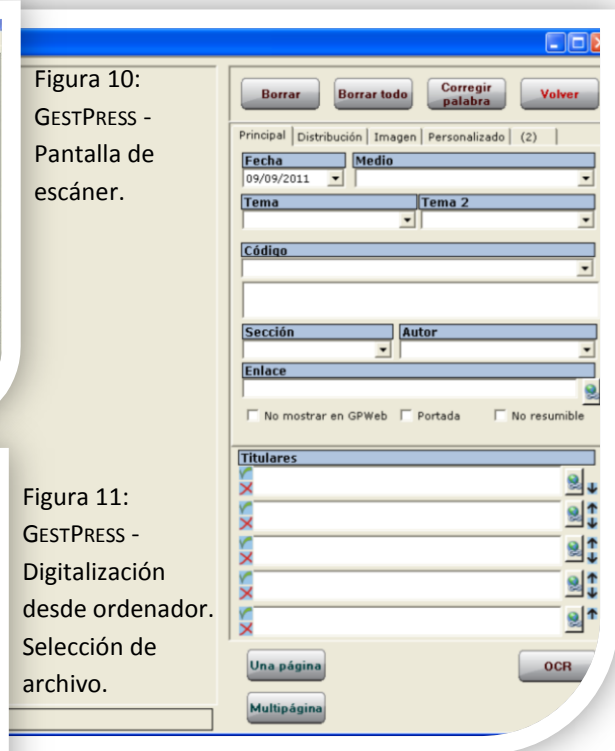 Figura 10:
GESTPRESS -
Pantalla de
escáner.
Borrar
Borrar todo
Corregir
palabra
Volver
Principal Distribución Imagen Personalizado (2)
Fecha Medio
09/09/2011
Tema Tema 2
Código
Sección Autor
Enlace
No mostrar en GPWeb Portada No resumible
Titulares
Figura 11:
GESTPRESS -
Digitalización
desde ordenador.
Selección de
archivo.
Una página OCR
Multipágina